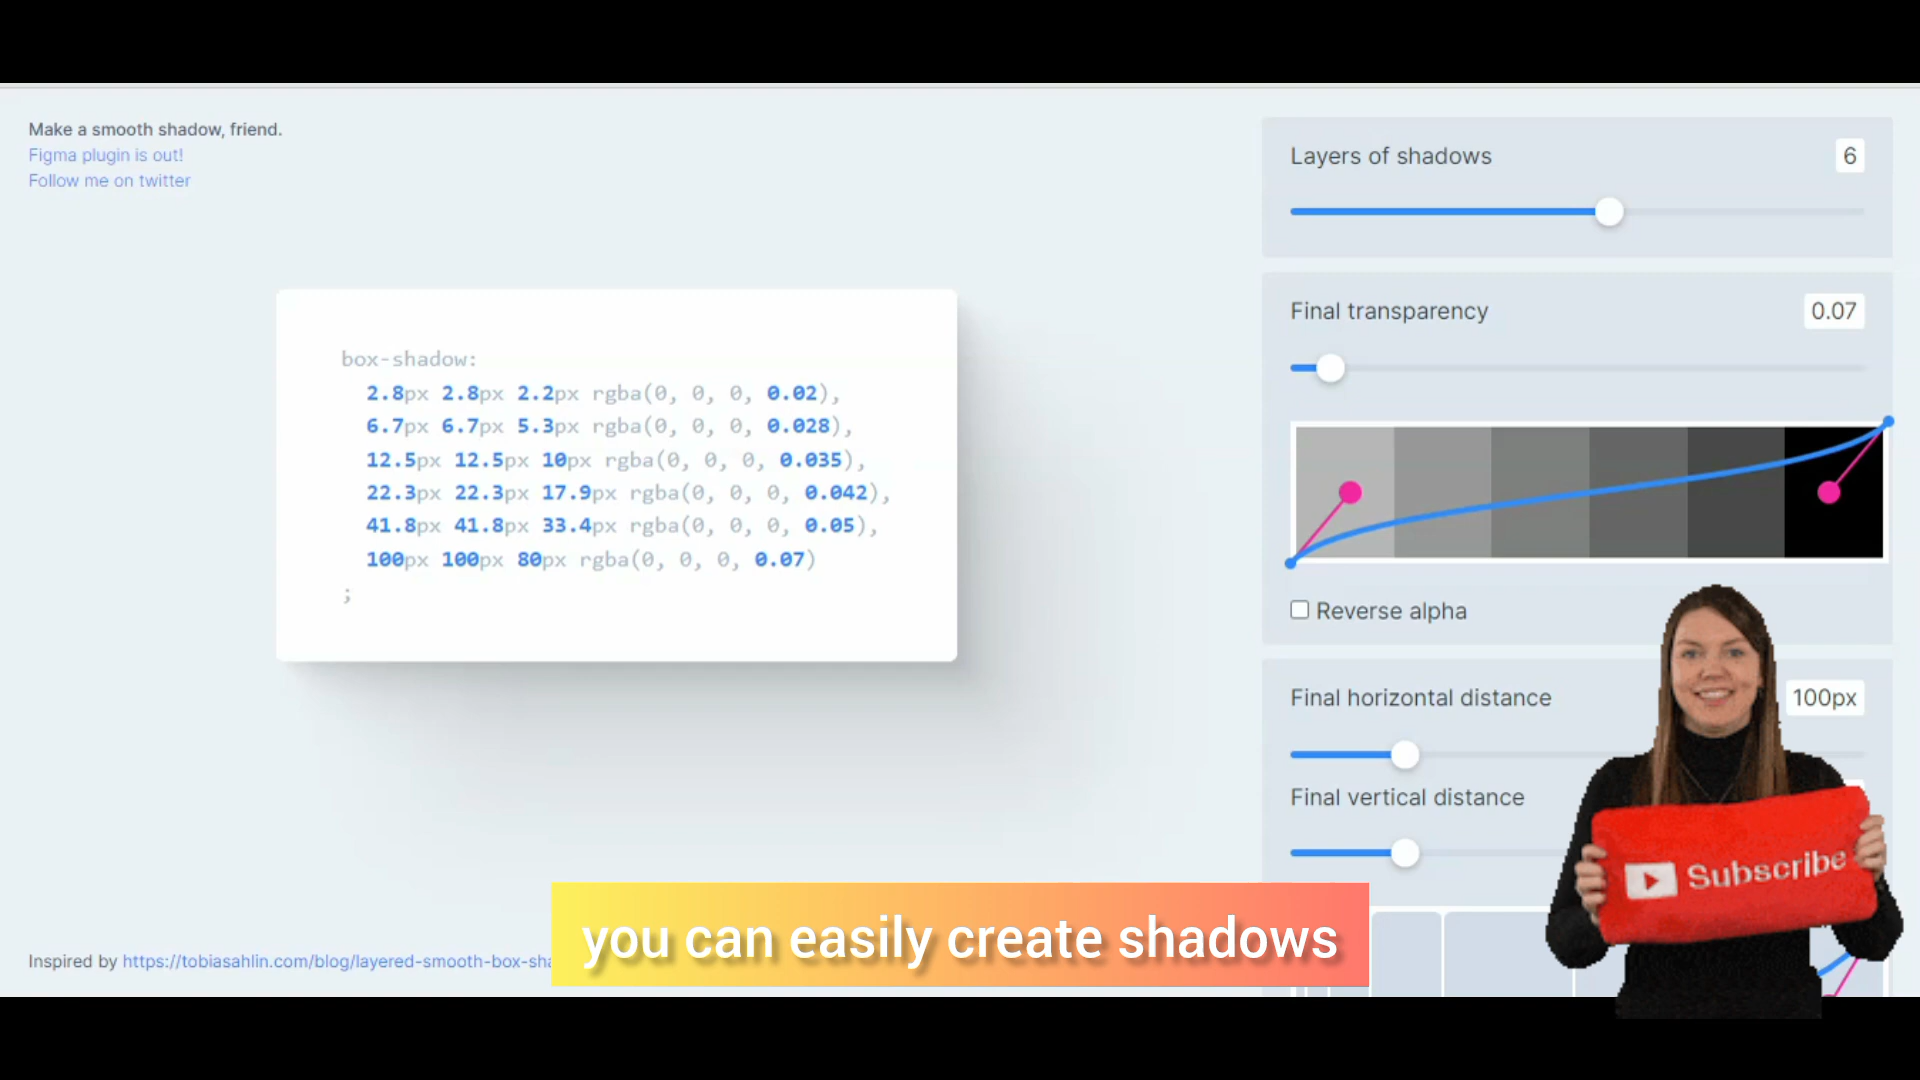 Make a smooth shadow, friend.
Figma plugin is out!
Follow me on twitter
box-shadow:
2.8px 2.8px 2.2px rgba(0, 0, 0, 0.02),
6.7px 6.7px 5.3px rgba(0, 0, 0, 0.028),
12.5px 12.5px 10px rgba(0, 0, 0, 0.035),
22.3px 22.3px 17.9px rgba(0, 0, 0, 0.042),
41.8px 41.8px 33.4px rgba(0, 0, 0, 0.05),
100px 100px 80px rgba(0, 0, 0, 0.07)
;
Layers of shadows 6
Final transparency 0.07
Reverse alpha
Final horizontal distance 100px
Final vertical distance
Subscribe
you can easily create shadows
Inspired by https://tobiasahlin.com/blog/layered-smooth-box-sha